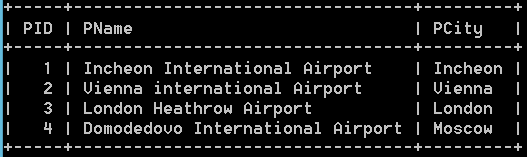 +-----+----------------------------------+---------+
| PID | PName                            | PCity   |
+-----+----------------------------------+---------+
|   1 | Incheon International Airport    | Incheon |
|   2 | Vienna international Airport     | Vienna  |
|   3 | London Heathrow Airport          | London  |
|   4 | Domodedovo International Airport | Moscow  |
+-----+----------------------------------+---------+